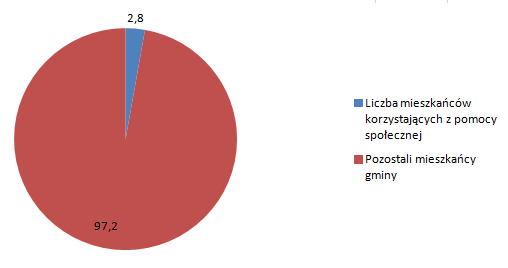 2,8
97,2
Liczba mieszkańców
korzystających z pomocy
społecznej
Pozostali mieszkańcy
gminy